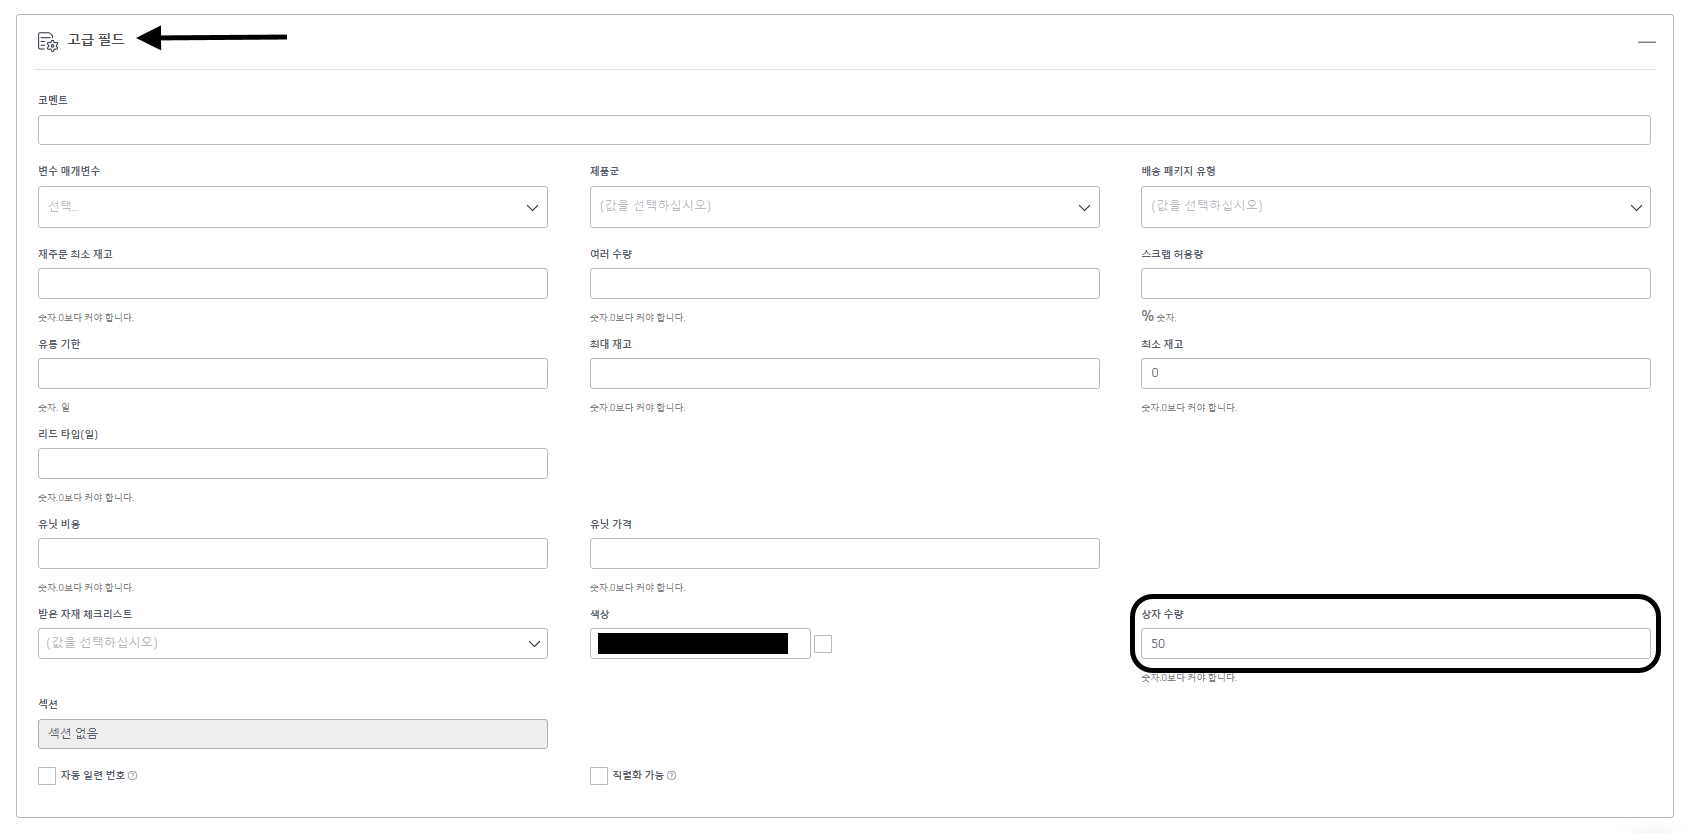 고급 필드
코멘트
변수 매개변수 제품군 배송 패키지 유형
선택... (값을 선택하십시오) (값을 선택하십시오)
재주문 최소 재고 여러 수량 스크랩 허용량
숫자.0보다 커야 합니다. 숫자.0보다 커야 합니다. % 숫자.
유통 기한 최대 재고 최소 재고
0
숫자. 일 숫자.0보다 커야 합니다. 숫자.0보다 커야 합니다.
리드 타임(일)
숫자.0보다 커야 합니다.
유닛 비용 유닛 가격
숫자.0보다 커야 합니다. 숫자.0보다 커야 합니다.
받은 자재 체크리스트 색상 상자 수량
(값을 선택하십시오) 50
숫자.0보다 커야 합니다.
섹션
섹션 없음
자동 일련 번호 직렬화 가능